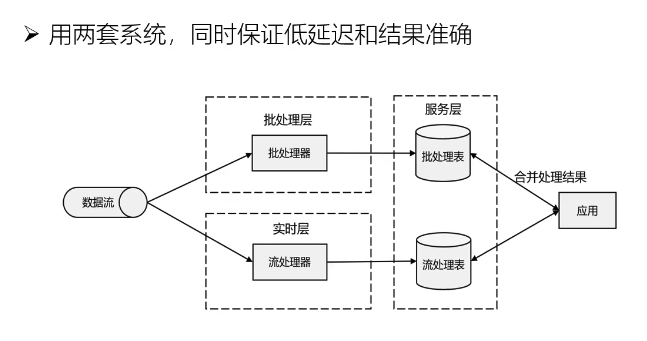 ➢ 用两套系统，同时保证低延迟和结果准确
批处理层
批处理器
服务层
批处理表
合并处理结果
数据流
应用
实时层
流处理器
流处理表